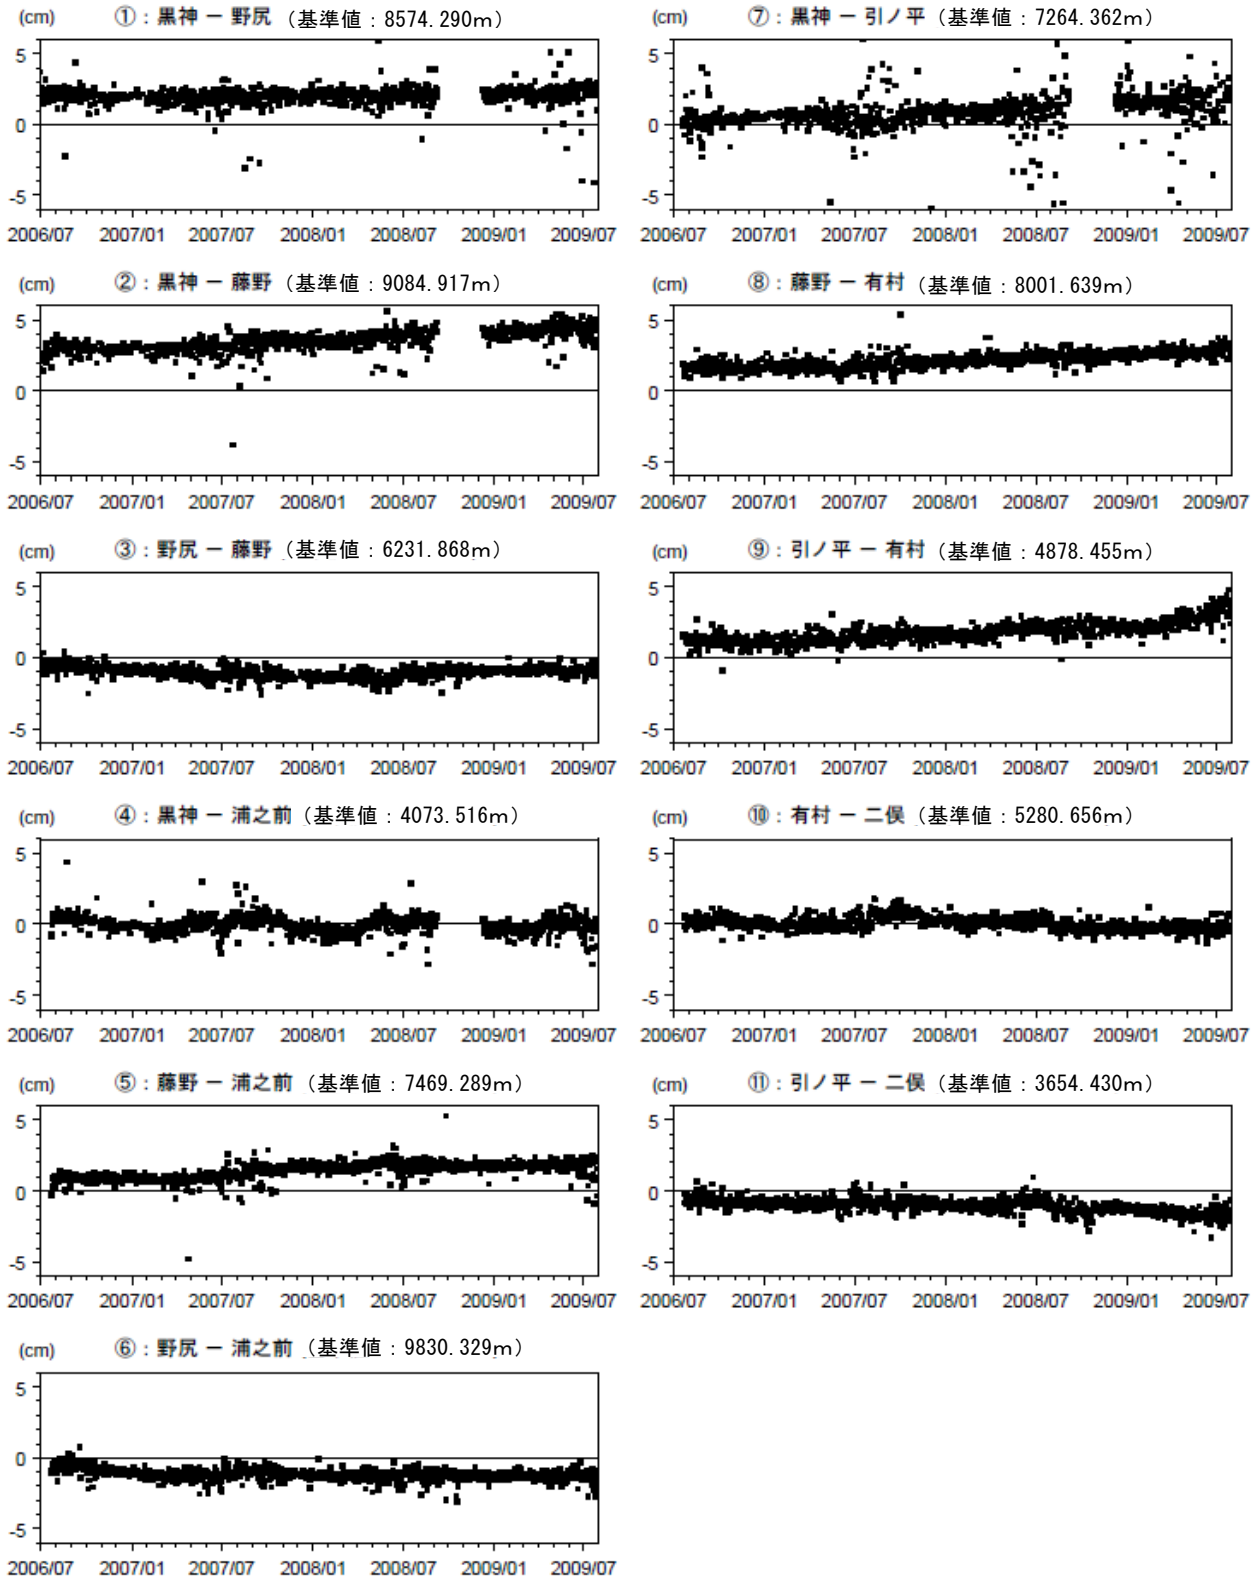 (cm) ①：黒神 ー 野尻 （基準値：8574.290m）
5
0
-5
2006/07 2007/01 2007/07 2008/01 2008/07 2009/01 2009/07
(cm) ②：黒神 ー 藤野 （基準値：9084.917m）
5
0
-5
2006/07 2007/01 2007/07 2008/01 2008/07 2009/01 2009/07
(cm) ③：野尻 ー 藤野 （基準値：6231.868m）
5
0
-5
2006/07 2007/01 2007/07 2008/01 2008/07 2009/01 2009/07
(cm) ④：黒神 ー 浦之前 （基準値：4073.516m）
5
0
-5
2006/07 2007/01 2007/07 2008/01 2008/07 2009/01 2009/07
(cm) ⑤：藤野 ー 浦之前 （基準値：7469.289m）
5
0
-5
2006/07 2007/01 2007/07 2008/01 2008/07 2009/01 2009/07
(cm) ⑥：野尻 ー 浦之前 （基準値：9830.329m）
5
0
-5
2006/07 2007/01 2007/07 2008/01 2008/07 2009/01 2009/07
(cm) ⑦：黒神 ー 引ノ平 （基準値：7264.362m）
5
0
-5
2006/07 2007/01 2007/07 2008/01 2008/07 2009/01 2009/07
(cm) ⑧：藤野 ー 有村 （基準値：8001.639m）
5
0
-5
2006/07 2007/01 2007/07 2008/01 2008/07 2009/01 2009/07
(cm) ⑨：引ノ平 ー 有村 （基準値：4878.455m）
5
0
-5
2006/07 2007/01 2007/07 2008/01 2008/07 2009/01 2009/07
(cm) ⑩：有村 ー 二俣 （基準値：5280.656m）
5
0
-5
2006/07 2007/01 2007/07 2008/01 2008/07 2009/01 2009/07
(cm) ⑪：引ノ平 ー 二俣 （基準値：3654.430m）
5
0
-5
2006/07 2007/01 2007/07 2008/01 2008/07 2009/01 2009/07